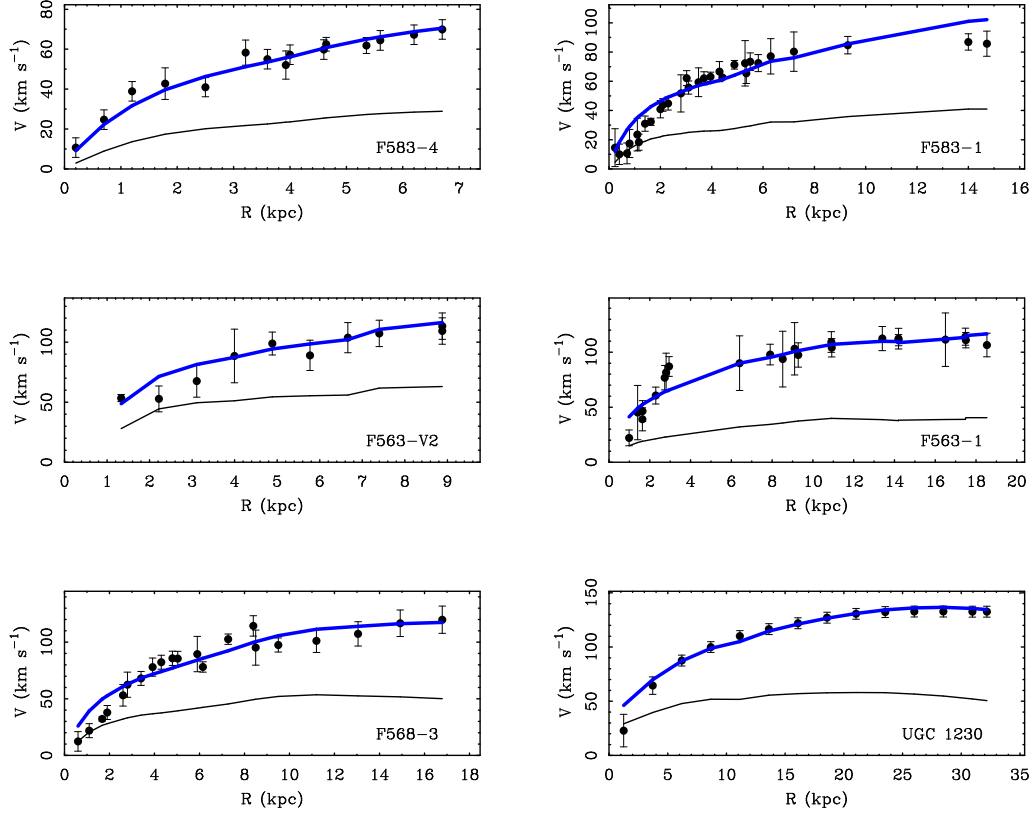 80
60
40
20
0
V (km s⁻¹)
F583-4
0 1 2 3 4 5 6 7
R (kpc)
100
80
60
40
20
0
V (km s⁻¹)
F583-1
0 2 4 6 8 10 12 14 16
R (kpc)
100
50
0
V (km s⁻¹)
F563-V2
0 1 2 3 4 5 6 7 8 9
R (kpc)
100
50
0
V (km s⁻¹)
F563-1
0 2 4 6 8 10 12 14 16 18 20
R (kpc)
100
50
0
V (km s⁻¹)
F568-3
0 2 4 6 8 10 12 14 16 18
R (kpc)
150
100
50
0
V (km s⁻¹)
UGC 1230
0 5 10 15 20 25 30 35
R (kpc)